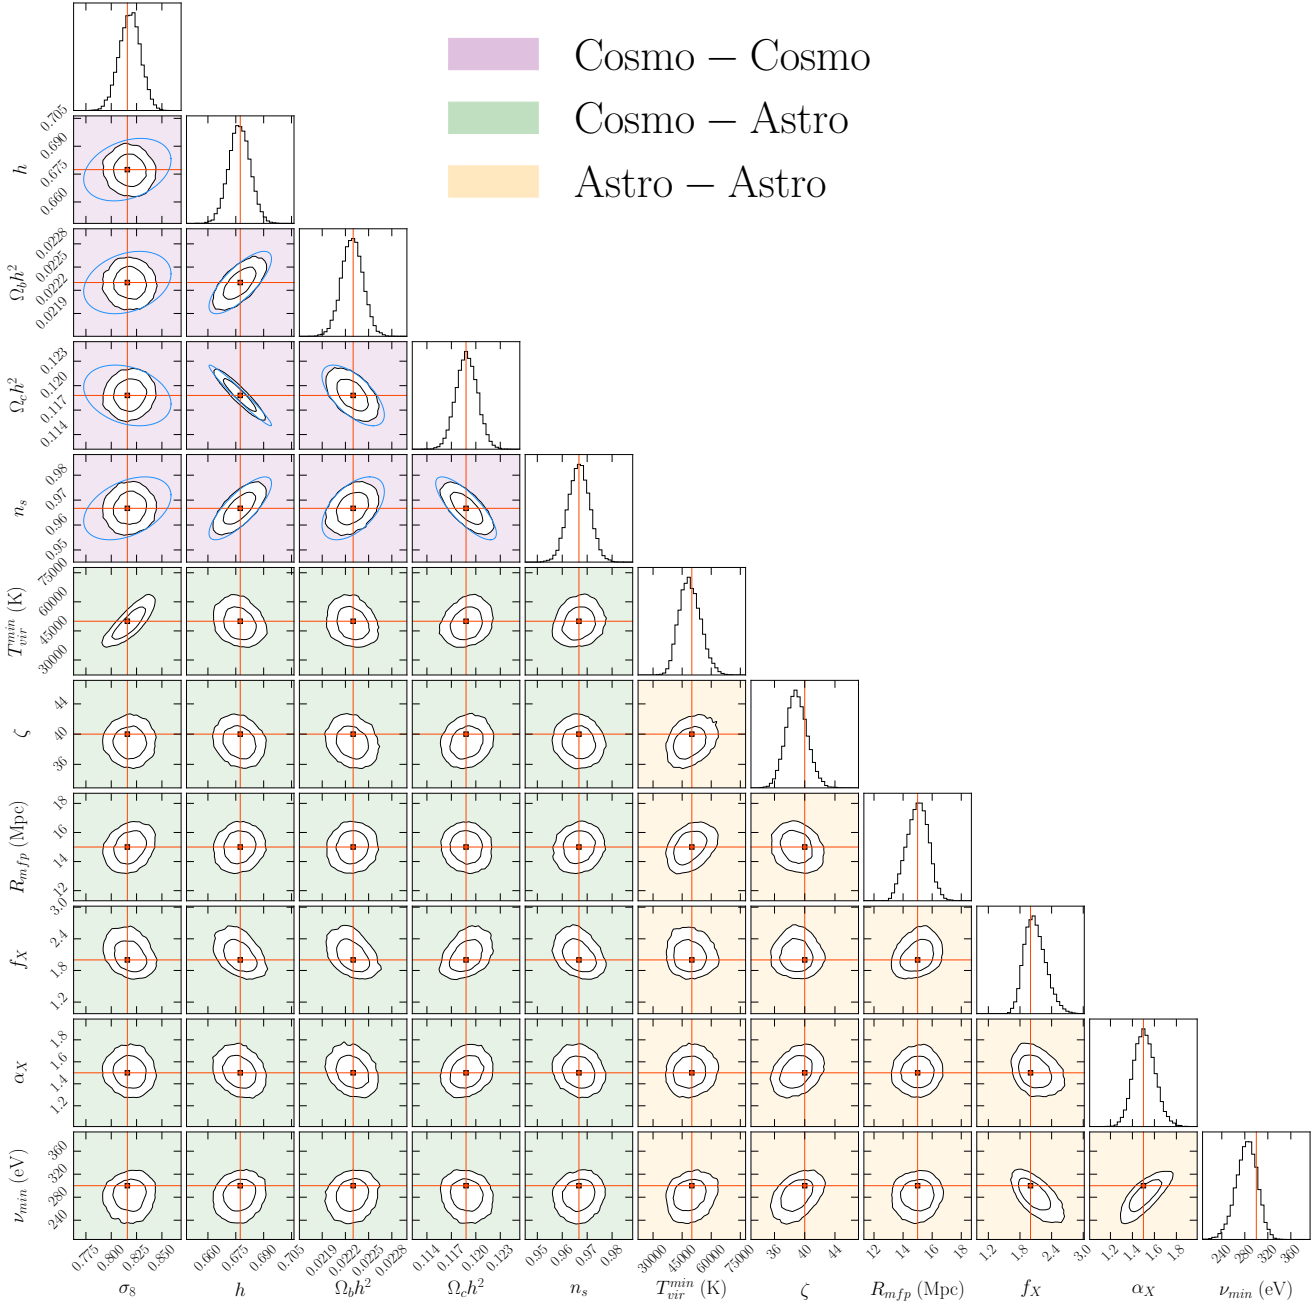 Cosmo − Cosmo
Cosmo − Astro
Astro − Astro
h
0.705
0.690
0.675
0.660
Ω_b h²
0.0228
0.0225
0.0222
0.0219
Ω_c h²
0.123
0.120
0.117
0.114
n_s
0.98
0.97
0.96
0.95
T_vir^min (K)
75000
60000
45000
30000
ζ
44
40
36
R_mfp (Mpc)
18
16
14
12
f_X
3.0
2.4
1.8
1.2
α_X
1.8
1.6
1.4
1.2
ν_min (eV)
360
320
280
240
0.775 0.800 0.825 0.850
0.660 0.675 0.690 0.705
0.0219 0.0222 0.0225 0.0228
0.114 0.117 0.120 0.123
0.95 0.96 0.97 0.98
30000 45000 60000 75000
36 40 44
12 14 16 18
1.2 1.8 2.4 3.0
1.2 1.4 1.6 1.8
240 280 320 360
σ₈ h Ω_b h² Ω_c h² n_s T_vir^min (K) ζ R_mfp (Mpc) f_X α_X ν_min (eV)